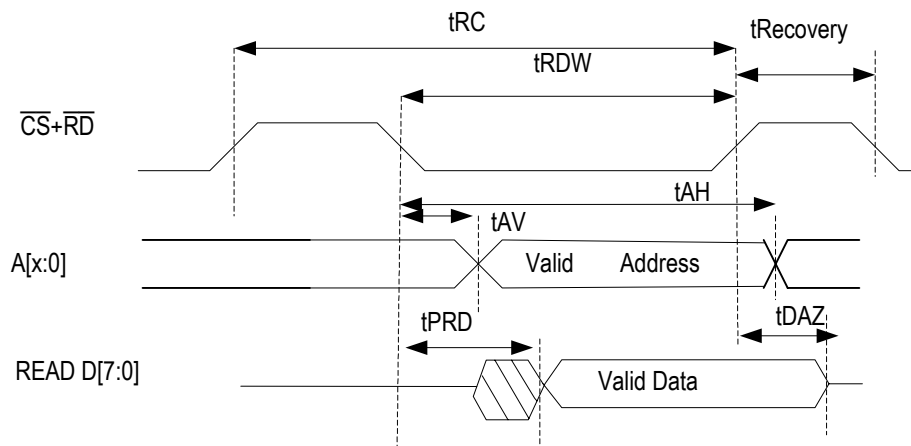 tRC
tRecovery
tRDW
CS+RD
tAH
tAV
A[x:0]
Valid Address
tPRD
tDAZ
READ D[7:0]
Valid Data